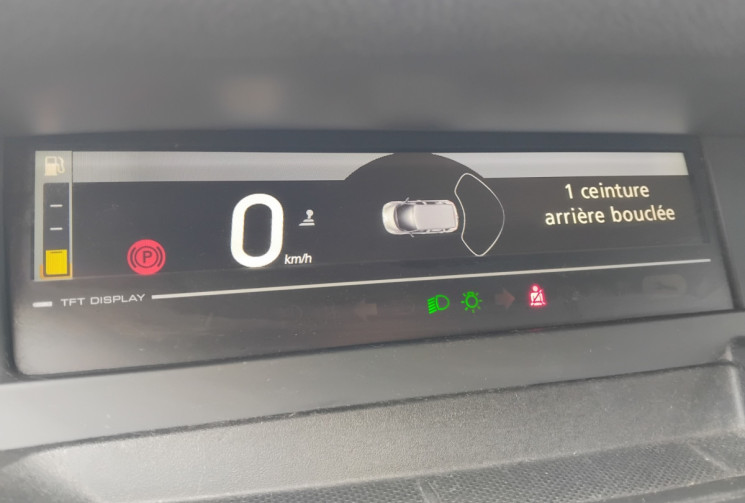 1 ceinture
arrière bouclée
0
km/h
P
TFT DISPLAY